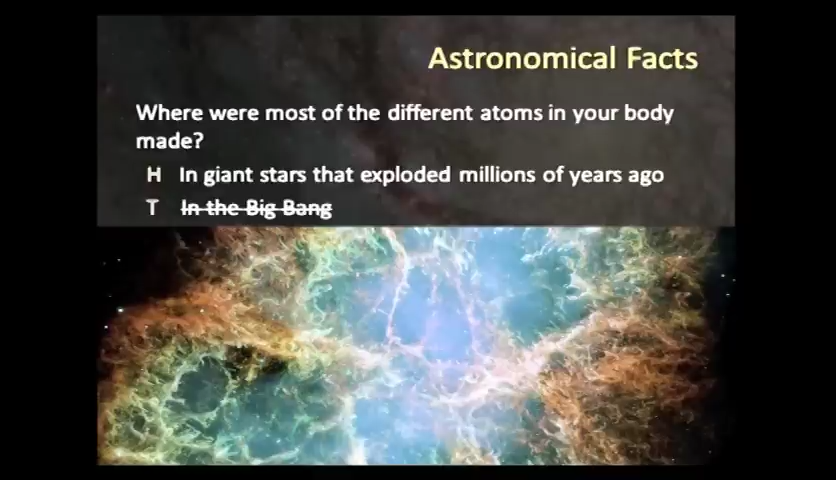 Astronomical Facts
Where were most of the different atoms in your body
made?
H In giant stars that exploded millions of years ago
T In the Big Bang